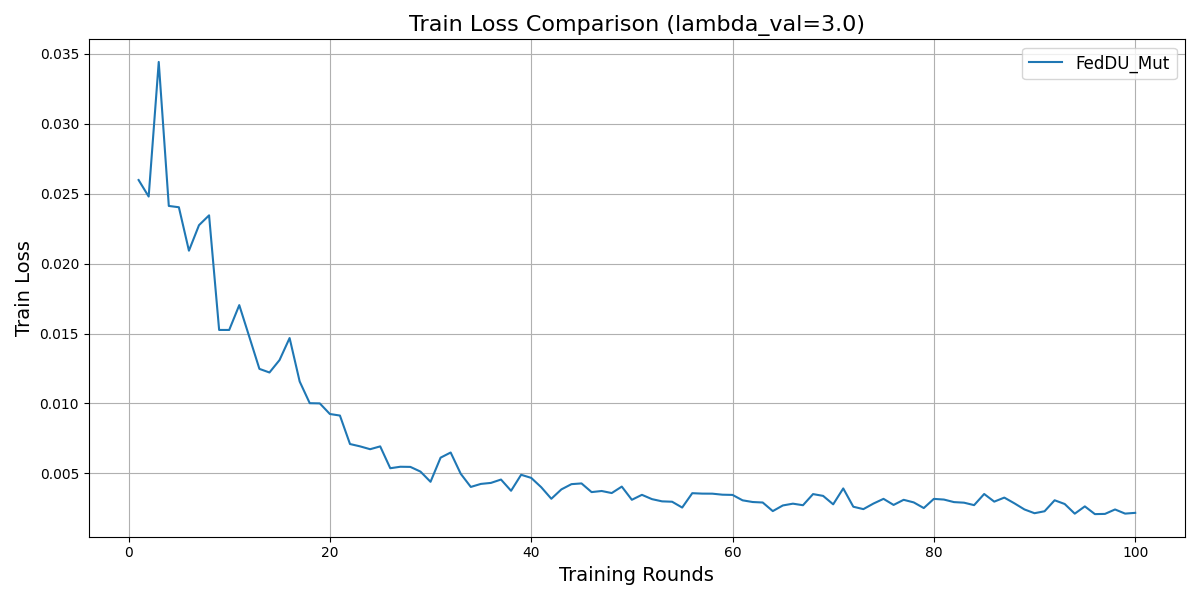 Train Loss Comparison (lambda_val=3.0)
FedDU_Mut
Train Loss
0.035
0.030
0.025
0.020
0.015
0.010
0.005
0 20 40 60 80 100
Training Rounds